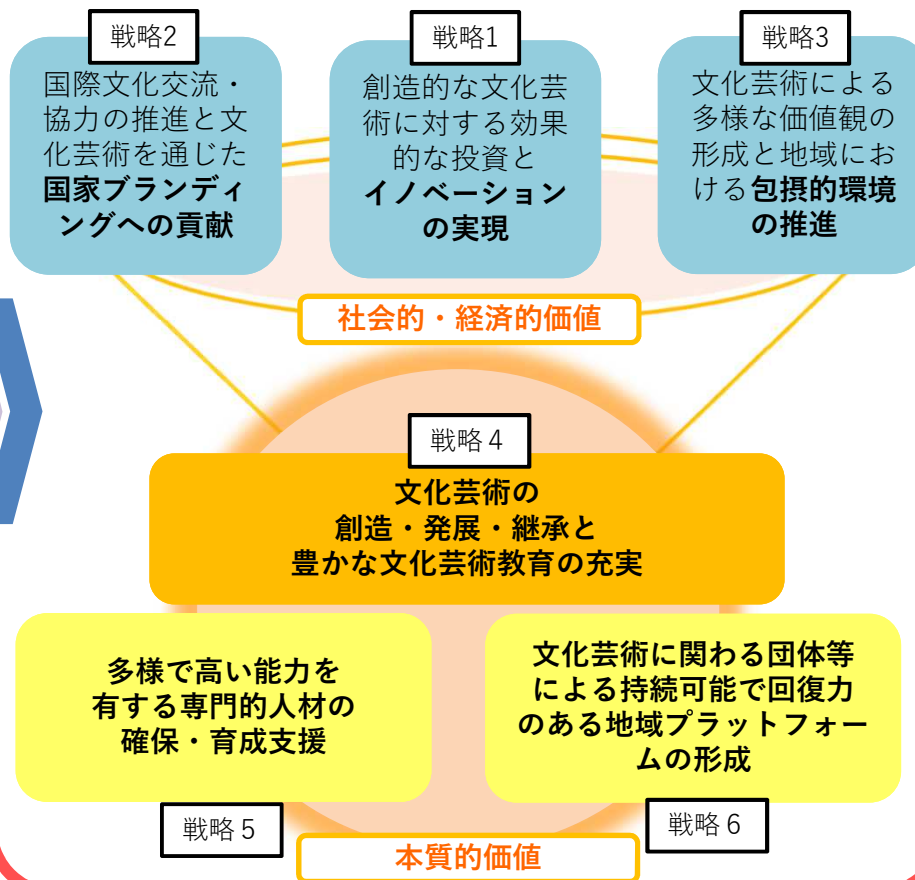 戦略2
国際文化交流・
協力の推進と文
化芸術を通じた
国家ブランディ
ングへの貢献
戦略1
創造的な文化芸
術に対する効果
的な投資と
イノベーション
の実現
戦略3
文化芸術による
多様な価値観の
形成と地域にお
ける包摂的環境
の推進
社会的・経済的価値
戦略４
文化芸術の
創造・発展・継承と
豊かな文化芸術教育の充実
多様で高い能力を
有する専門的人材の
確保・育成支援
戦略５
文化芸術に関わる団体等
による持続可能で回復力
のある地域プラットフォー
ムの形成
戦略６
本質的価値